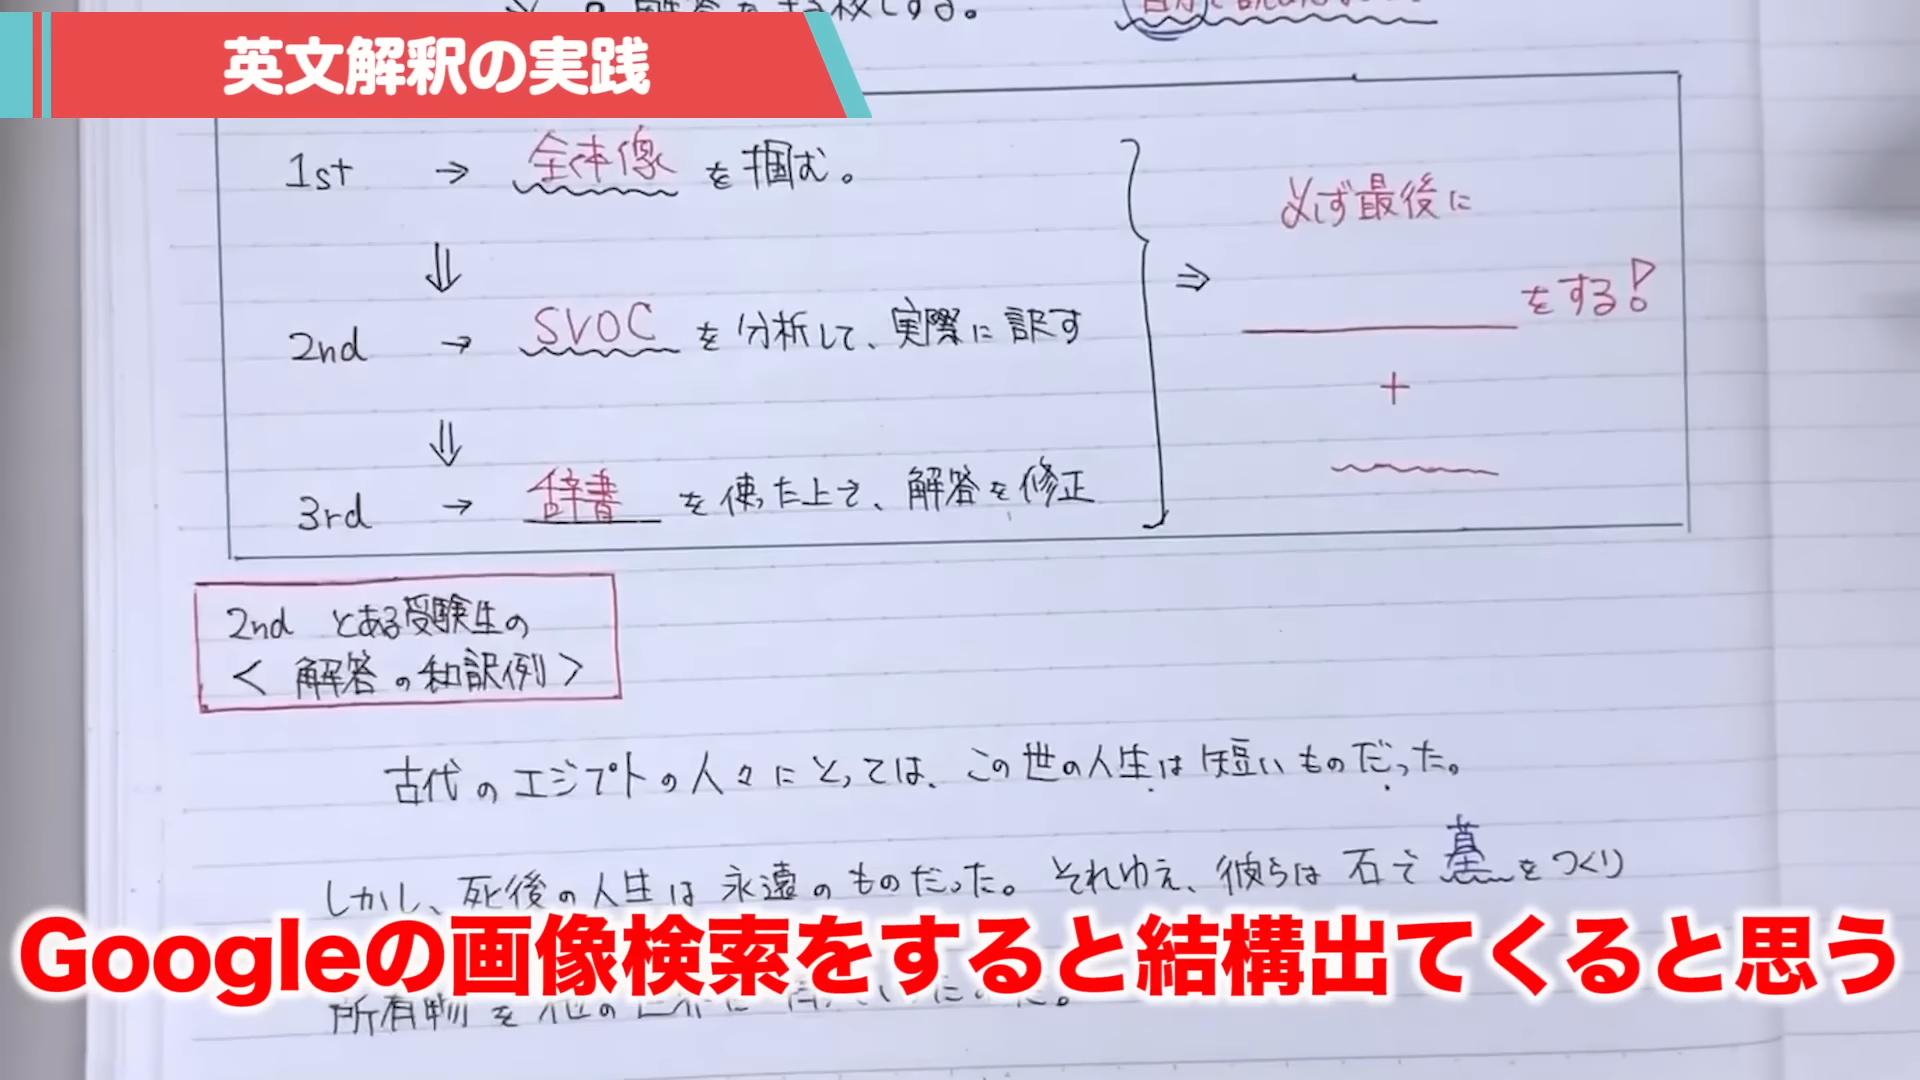 英文解釈の実践
1st → 全体像 を掴む。
必ず最後に
をする!
2nd → SVOC を分析して、実際に訳す
+
3rd → 辞書 を使った上で、解答を修正
2nd とある受験生の
< 解答の和訳例 >
古代のエジプトの人々にとっては、この世の人生は短いものだった。
しかし、死後の人生は永遠のものだった。それゆえ、彼らは石で墓をつくり
Googleの画像検索をすると結構出てくると思う
所有物を他の